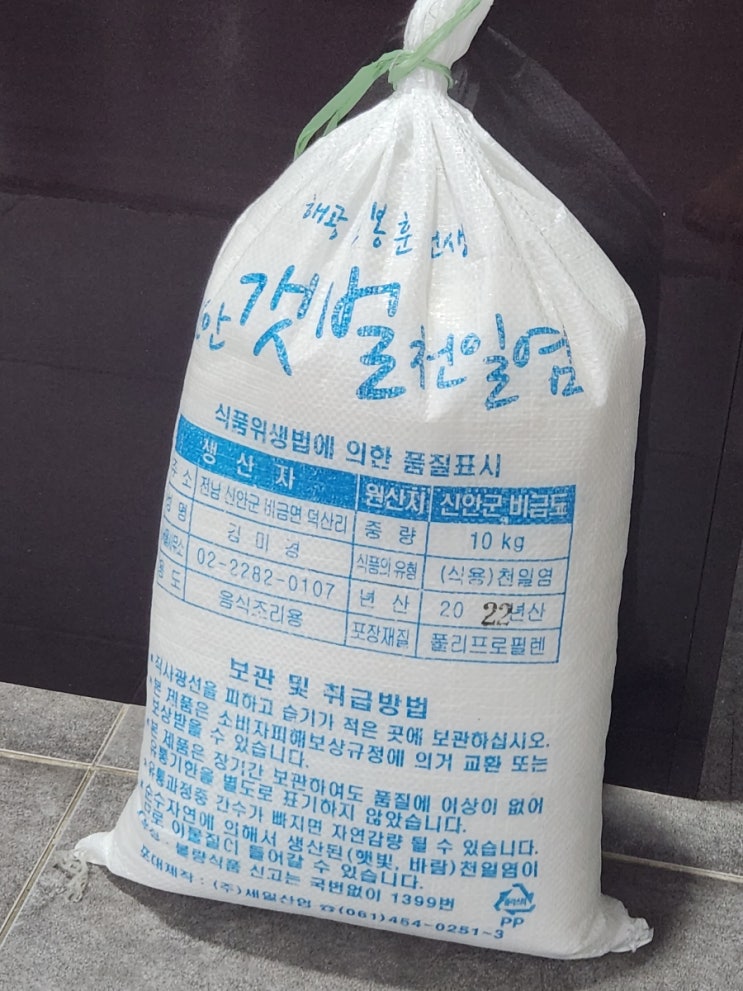 해광 봉훈 선생
안 갯벌 천일염
식품위생법에 의한 품질표시
생 산 자 원산지 신안군 비금도
주 소 전남 신안군 비금면 덕산리 중 량 10 kg
성 명 김 미 경 식품의 유형 (식용)천일염
02-2282-0107 년 산 20 22년산
용 도 음식조리용 포장재질 폴리프로필렌
보관 및 취급방법
*직사광선을 피하고 습기가 적은 곳에 보관하십시오.
*본 제품은 소비자피해보상규정에 의거 교환 또는
보상받을 수 있습니다.
*본 제품은 장기간 보관하여도 품질에 이상이 없어
유통기한을 별도로 표기하지 않았습니다.
*유통과정중 간수가 빠지면 자연감량 될 수 있습니다.
*순수자연에 의해서 생산된(햇빛, 바람)천일염이
므로 이물질이 들어갈 수 있습니다.
부정·불량식품 신고는 국번없이 1399번
포대제작 : (주)세일산업 ☎(061)454-0251-3
PP